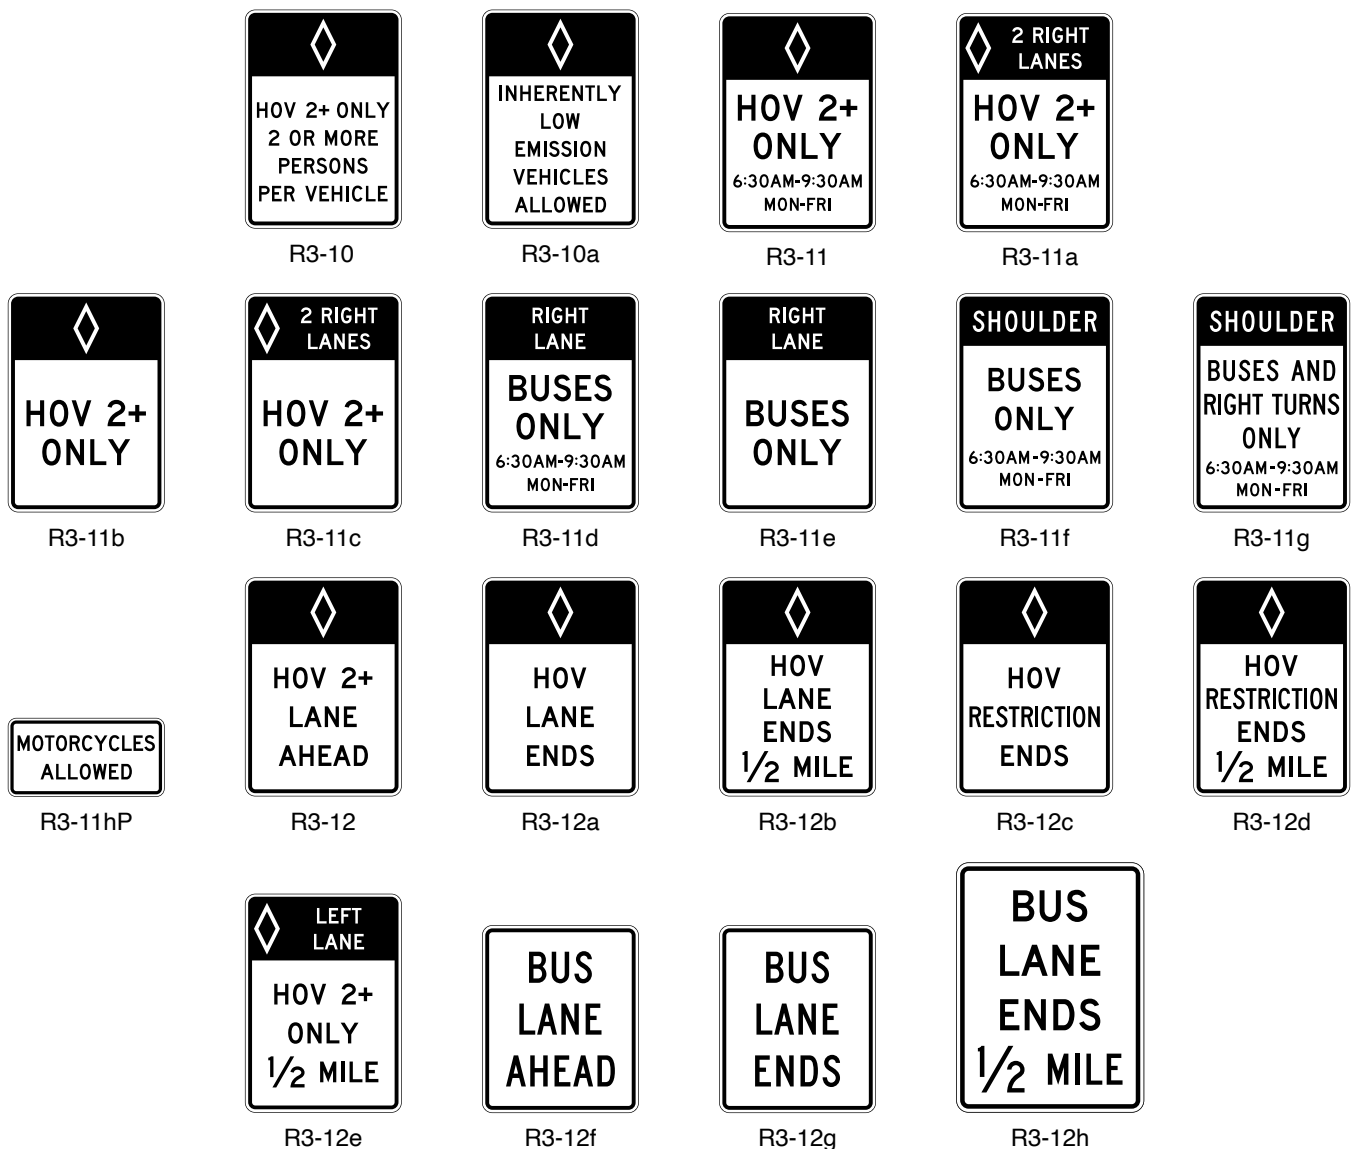 HOV 2+ ONLY
2 OR MORE
PERSONS
PER VEHICLE
R3-10
INHERENTLY
LOW
EMISSION
VEHICLES
ALLOWED
R3-10a
HOV 2+
ONLY
6:30AM-9:30AM
MON-FRI
R3-11
2 RIGHT
LANES
HOV 2+
ONLY
6:30AM-9:30AM
MON-FRI
R3-11a
HOV 2+
ONLY
R3-11b
2 RIGHT
LANES
HOV 2+
ONLY
R3-11c
RIGHT
LANE
BUSES
ONLY
6:30AM-9:30AM
MON-FRI
R3-11d
RIGHT
LANE
BUSES
ONLY
R3-11e
SHOULDER
BUSES
ONLY
6:30AM-9:30AM
MON-FRI
R3-11f
SHOULDER
BUSES AND
RIGHT TURNS
ONLY
6:30AM-9:30AM
MON-FRI
R3-11g
MOTORCYCLES
ALLOWED
R3-11hP
HOV 2+
LANE
AHEAD
R3-12
HOV
LANE
ENDS
R3-12a
HOV
LANE
ENDS
1/2 MILE
R3-12b
HOV
RESTRICTION
ENDS
R3-12c
HOV
RESTRICTION
ENDS
1/2 MILE
R3-12d
LEFT
LANE
HOV 2+
ONLY
1/2 MILE
R3-12e
BUS
LANE
AHEAD
R3-12f
BUS
LANE
ENDS
R3-12g
BUS
LANE
ENDS
1/2 MILE
R3-12h